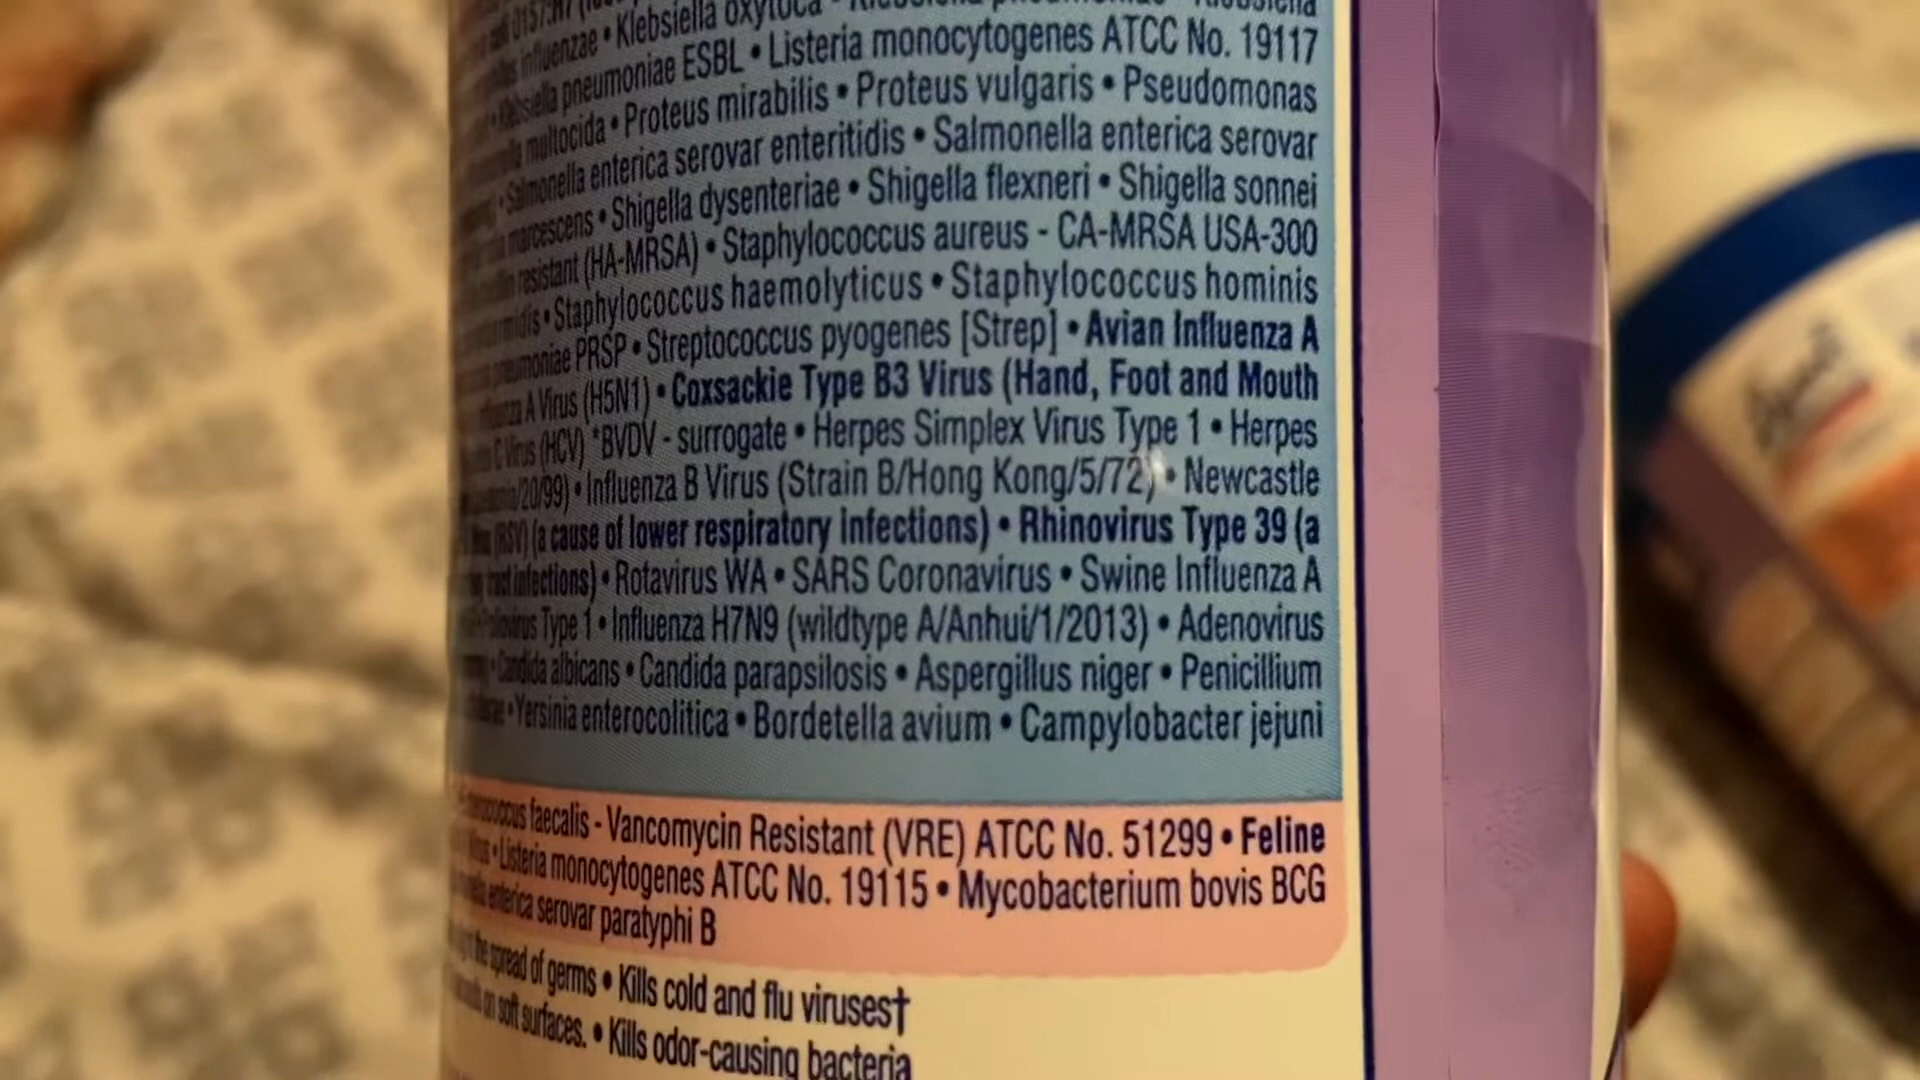 0157:H7
influenzae • Klebsiella oxytoca - Klebsiella pneumoniae - Klebsiella
• Klebsiella pneumoniae ESBL • Listeria monocytogenes ATCC No. 19117
multocida • Proteus mirabilis • Proteus vulgaris • Pseudomonas
• Salmonella enterica serovar enteritidis • Salmonella enterica serovar
marcescens • Shigella dysenteriae • Shigella flexneri • Shigella sonnei
resistant (HA-MRSA) • Staphylococcus aureus - CA-MRSA USA-300
• Staphylococcus haemolyticus • Staphylococcus hominis
pneumoniae PRSP • Streptococcus pyogenes [Strep] • Avian Influenza A
A Virus (H5N1) • Coxsackie Type B3 Virus (Hand, Foot and Mouth
C Virus (HCV) *BVDV - surrogate • Herpes Simplex Virus Type 1 • Herpes
/20/99) • Influenza B Virus (Strain B/Hong Kong/5/72) • Newcastle
(RSV) (a cause of lower respiratory infections) • Rhinovirus Type 39 (a
tract infections) • Rotavirus WA • SARS Coronavirus • Swine Influenza A
Type 1 • Influenza H7N9 (wildtype A/Anhui/1/2013) • Adenovirus
• Candida albicans • Candida parapsilosis • Aspergillus niger • Penicillium
• Yersinia enterocolitica • Bordetella avium • Campylobacter jejuni
faecalis - Vancomycin Resistant (VRE) ATCC No. 51299 • Feline
• Listeria monocytogenes ATCC No. 19115 • Mycobacterium bovis BCG
enterica serovar paratyphi B
the spread of germs • Kills cold and flu viruses†
on soft surfaces. • Kills odor-causing bacteria